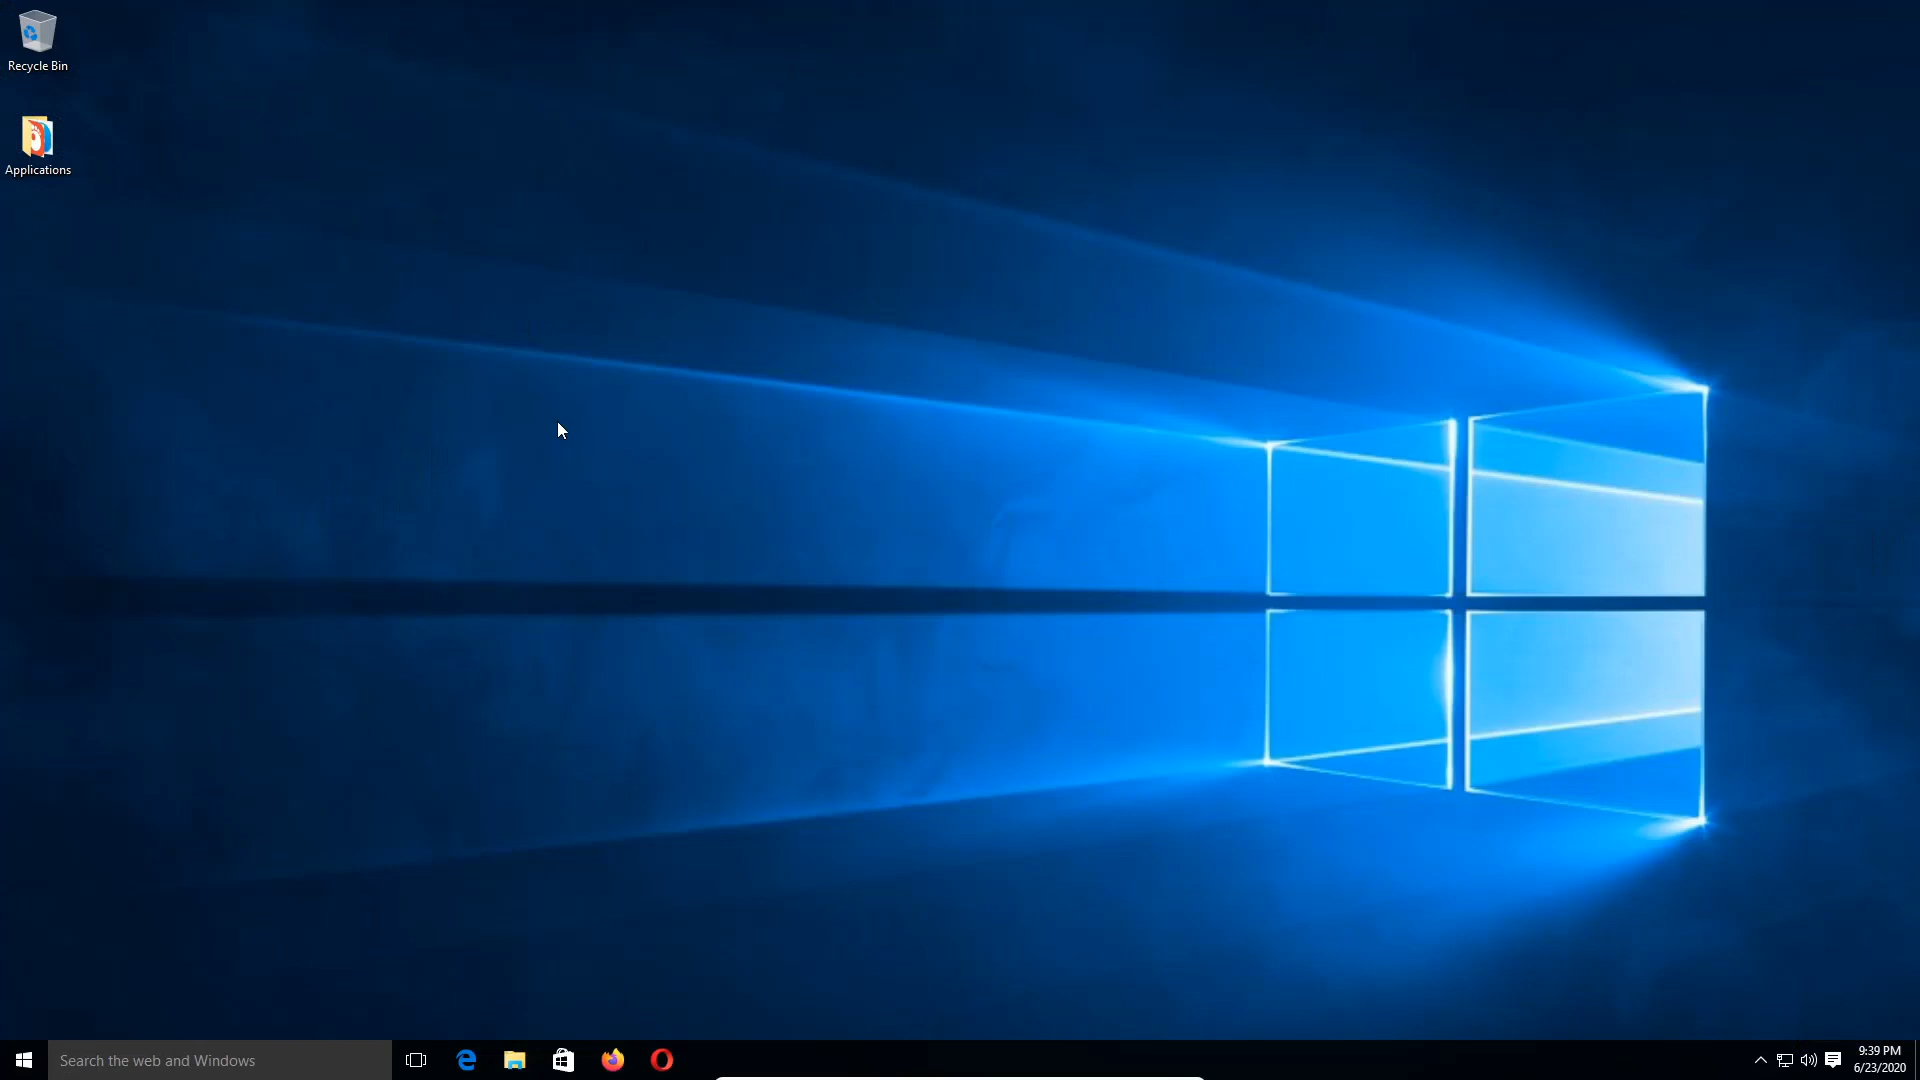 Recycle Bin
Applications
Search the web and Windows
9:39 PM
6/23/2020